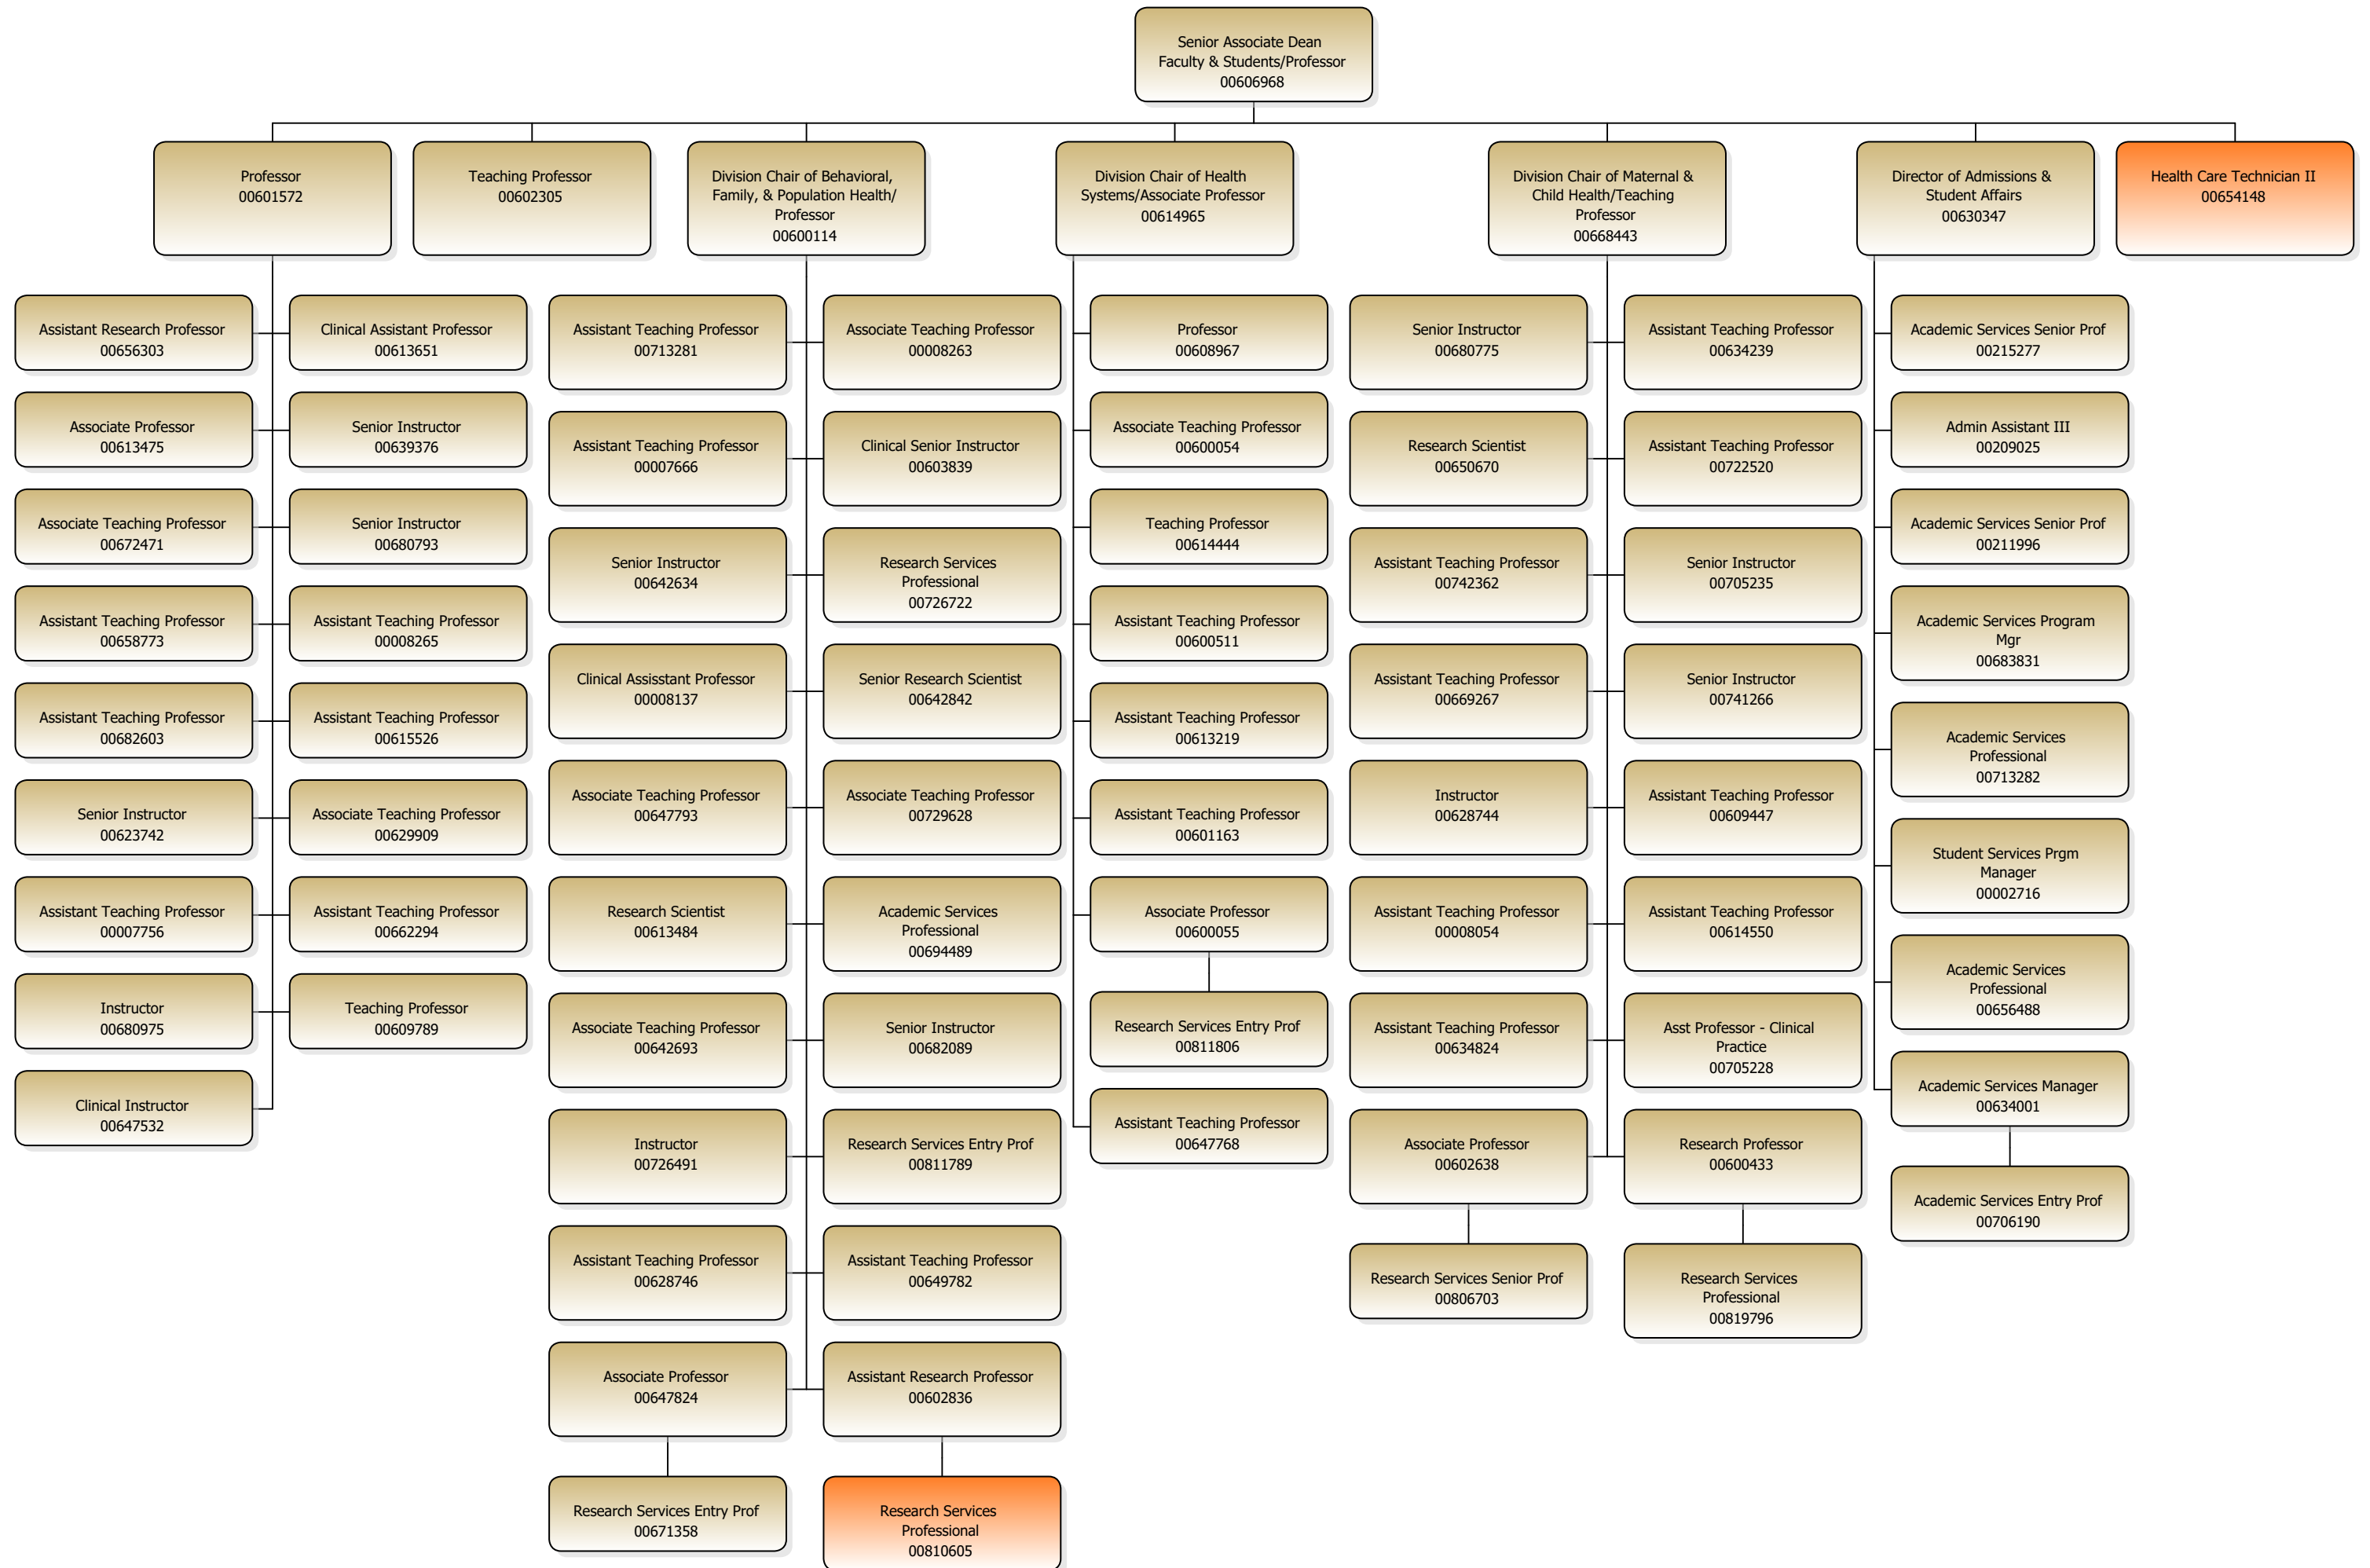 Senior Associate Dean
Faculty & Students/Professor
00606968
Professor
00601572
Teaching Professor
00602305
Division Chair of Behavioral,
Family, & Population Health/
Professor
00600114
Division Chair of Health
Systems/Associate Professor
00614965
Division Chair of Maternal &
Child Health/Teaching
Professor
00668443
Director of Admissions &
Student Affairs
00630347
Health Care Technician II
00654148
Assistant Research Professor
00656303
Clinical Assistant Professor
00613651
Associate Professor
00613475
Senior Instructor
00639376
Associate Teaching Professor
00672471
Senior Instructor
00680793
Assistant Teaching Professor
00658773
Assistant Teaching Professor
00008265
Assistant Teaching Professor
00682603
Assistant Teaching Professor
00615526
Senior Instructor
00623742
Associate Teaching Professor
00629909
Assistant Teaching Professor
00007756
Assistant Teaching Professor
00662294
Instructor
00680975
Teaching Professor
00609789
Clinical Instructor
00647532
Assistant Teaching Professor
00713281
Associate Teaching Professor
00008263
Assistant Teaching Professor
00007666
Clinical Senior Instructor
00603839
Senior Instructor
00642634
Research Services
Professional
00726722
Clinical Assisstant Professor
00008137
Senior Research Scientist
00642842
Associate Teaching Professor
00647793
Associate Teaching Professor
00729628
Research Scientist
00613484
Academic Services
Professional
00694489
Associate Teaching Professor
00642693
Senior Instructor
00682089
Instructor
00726491
Research Services Entry Prof
00811789
Assistant Teaching Professor
00628746
Assistant Teaching Professor
00649782
Associate Professor
00647824
Assistant Research Professor
00602836
Research Services Entry Prof
00671358
Research Services
Professional
00810605
Professor
00608967
Associate Teaching Professor
00600054
Teaching Professor
00614444
Assistant Teaching Professor
00600511
Assistant Teaching Professor
00613219
Assistant Teaching Professor
00601163
Associate Professor
00600055
Research Services Entry Prof
00811806
Assistant Teaching Professor
00647768
Senior Instructor
00680775
Assistant Teaching Professor
00634239
Research Scientist
00650670
Assistant Teaching Professor
00722520
Assistant Teaching Professor
00742362
Senior Instructor
00705235
Assistant Teaching Professor
00669267
Senior Instructor
00741266
Instructor
00628744
Assistant Teaching Professor
00609447
Assistant Teaching Professor
00008054
Assistant Teaching Professor
00614550
Assistant Teaching Professor
00634824
Asst Professor - Clinical
Practice
00705228
Associate Professor
00602638
Research Professor
00600433
Research Services Senior Prof
00806703
Research Services
Professional
00819796
Academic Services Senior Prof
00215277
Admin Assistant III
00209025
Academic Services Senior Prof
00211996
Academic Services Program
Mgr
00683831
Academic Services
Professional
00713282
Student Services Prgm
Manager
00002716
Academic Services
Professional
00656488
Academic Services Manager
00634001
Academic Services Entry Prof
00706190